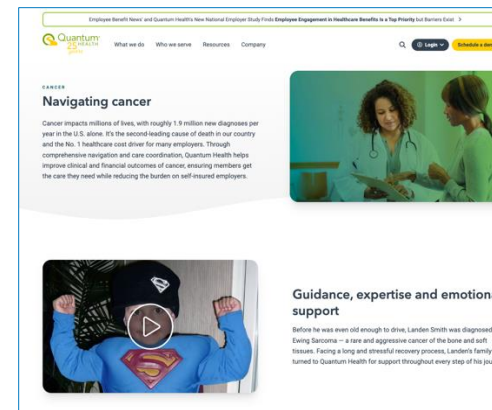 Employee Benefit News' and Quantum Health's New National Employer Study Finds Employee Engagement in Healthcare Benefits Is a Top Priority but Barriers Exist
Quantum
HEALTH
What we do
Who we serve
Resources
Company
Login
Schedule a dem
CANCER
Navigating cancer
Cancer impacts millions of lives, with roughly 1.9 million new diagnoses per
year in the U.S. alone. It's the second-leading cause of death in our country
and the No. 1 healthcare cost driver for many employers. Through
comprehensive navigation and care coordination, Quantum Health helps
improve clinical and financial outcomes of cancer, ensuring members get
the care they need while reducing the burden on self-insured employers.
Guidance, expertise and emotiona
support
Before he was even old enough to drive, Landen Smith was diagnosed
Ewing Sarcoma — a rare and aggressive cancer of the bone and soft
tissues. Facing a long and stressful recovery process, Landen's family
turned to Quantum Health for support throughout every step of his jou